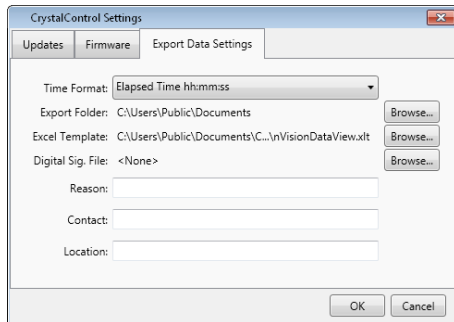 CrystalControl Settings
Updates Firmware Export Data Settings
Time Format: Elapsed Time hh:mm:ss
Export Folder: C:\Users\Public\Documents Browse...
Excel Template: C:\Users\Public\Documents\C...\nVisionDataView.xlt Browse...
Digital Sig. File: <None> Browse...
Reason:
Contact:
Location:
OK Cancel